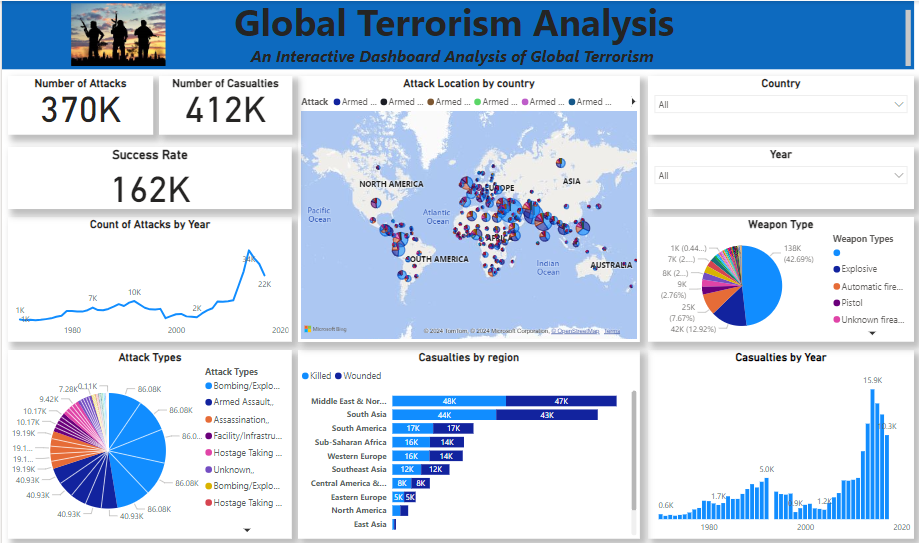 Global Terrorism Analysis
An Interactive Dashboard Analysis of Global Terrorism
Number of Attacks
370K
Number of Casualties
412K
Success Rate
162K
Count of Attacks by Year
1K
7K
10K
2K
34K
22K
1980
2000
2020
Attack Location by country
Attack
Armed ...
Armed ...
Armed ...
Armed ...
Armed ...
Armed ...
NORTH AMERICA
EUROPE
ASIA
Pacific
Ocean
Atlantic
Ocean
AFRICA
SOUTH AMERICA
Indian
Ocean
AUSTRALIA
Microsoft Bing
© 2024 TomTom, © 2024 Microsoft Corporation, © OpenStreetMap Terms
Country
All
Year
All
Weapon Type
1K (0.44...)
7K (2...)
8K (2...)
9K
(2.76%)
25K
(7.67%)
42K (12.92%)
138K
(42.69%)
Weapon Types
Explosive
Automatic fire...
Pistol
Unknown firea...
Attack Types
7.28K
0.11K
9.42K
10.17K
10.17K
19.19K
19.1...
19.19K
40.93K
40.93K
40.93K
40.93K
86.08K
86.08K
86.0...
86.08K
86.08K
Attack Types
Bombing/Explo...
Armed Assault,,
Assassination,,
Facility/Infrastru...
Hostage Taking ...
Unknown,,
Bombing/Explo...
Hostage Taking ...
Casualties by region
Killed
Wounded
Middle East & Nor... 48K 47K
South Asia 44K 43K
South America 17K 17K
Sub-Saharan Africa 16K 14K
Western Europe 16K 14K
Southeast Asia 12K 12K
Central America &... 8K 8K
Eastern Europe 5K 5K
North America
East Asia
Casualties by Year
0.6K
1.7K
5.0K
0.9K
1.2K
15.9K
10.3K
1980
2000
2020